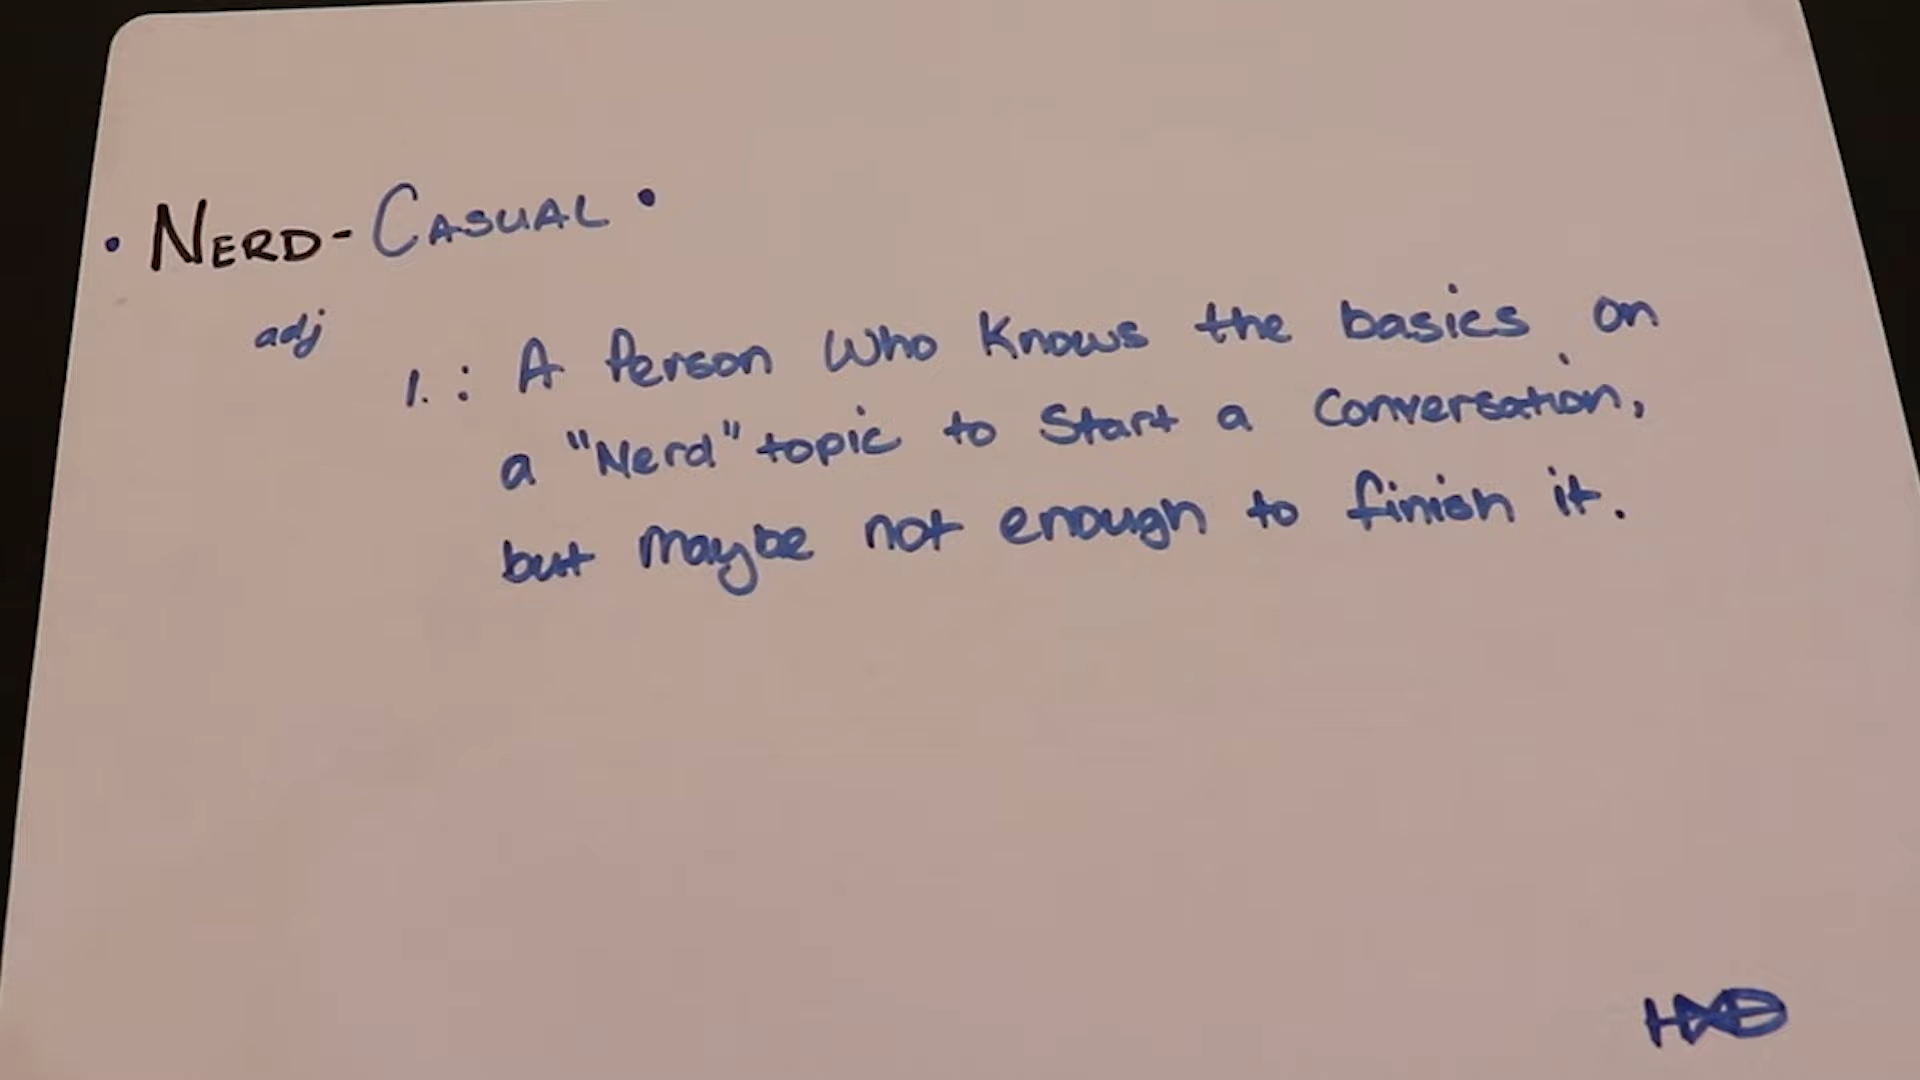 • NERD-CASUAL •
adj
1. : A Person Who Knows the basics on
a "Nerd" topic to Start a Conversation,
but maybe not enough to finish it.